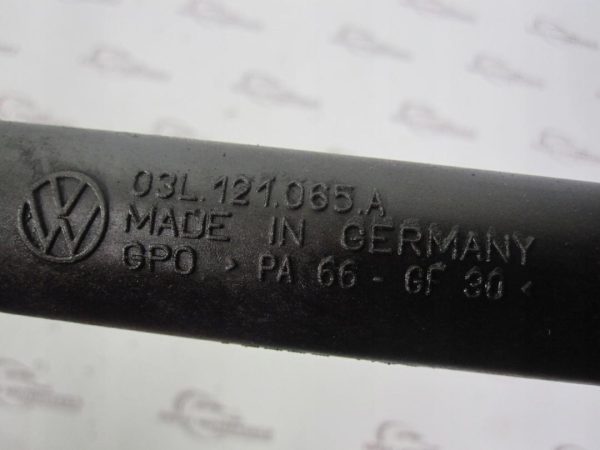 03L.121.065.A
MADE IN GERMANY
GPO > PA 66 - GF 30 <